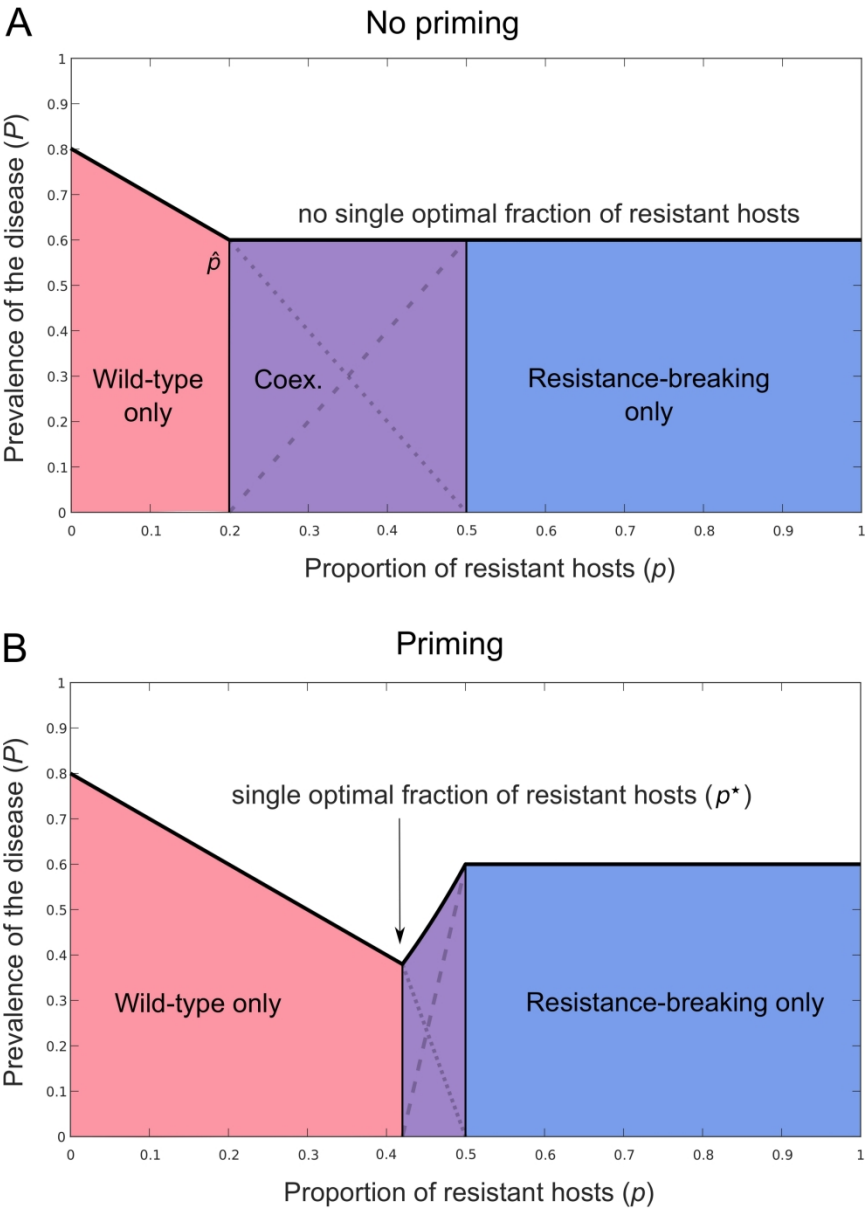 A
No priming
Prevalence of the disease (P)
1
0.9
0.8
0.7
0.6
0.5
0.4
0.3
0.2
0.1
0
no single optimal fraction of resistant hosts
p̂
Wild-type
only
Coex.
Resistance-breaking
only
0 0.1 0.2 0.3 0.4 0.5 0.6 0.7 0.8 0.9 1
Proportion of resistant hosts (p)
B
Priming
Prevalence of the disease (P)
1
0.9
0.8
0.7
0.6
0.5
0.4
0.3
0.2
0.1
0
single optimal fraction of resistant hosts (p⋆)
Wild-type only
Resistance-breaking only
0 0.1 0.2 0.3 0.4 0.5 0.6 0.7 0.8 0.9 1
Proportion of resistant hosts (p)